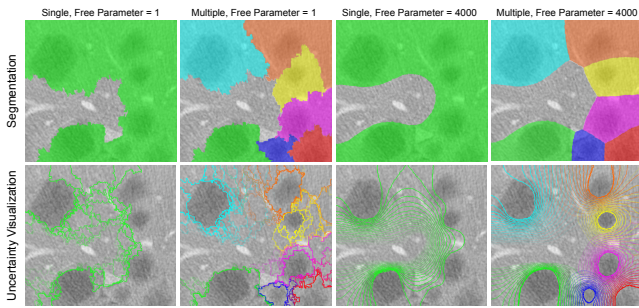 Single, Free Parameter = 1
Multiple, Free Parameter = 1
Single, Free Parameter = 4000
Multiple, Free Parameter = 4000
Segmentation
Uncertainty Visualization